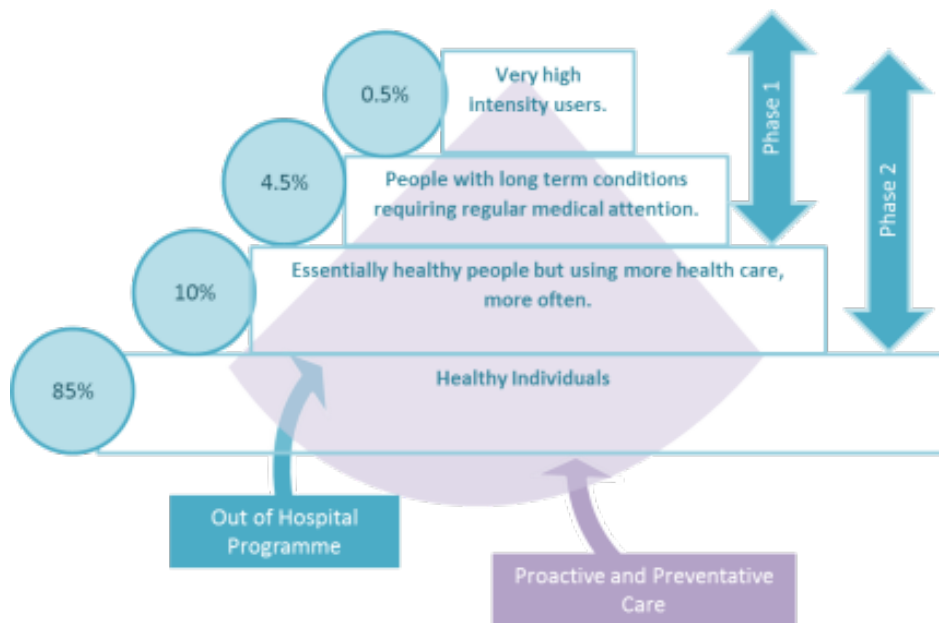 0.5%
Very high
intensity users.
4.5%
People with long term conditions
requiring regular medical attention.
10%
Essentially healthy people but using more health care,
more often.
85%
Healthy Individuals
Phase 1
Phase 2
Out of Hospital
Programme
Proactive and Preventative
Care